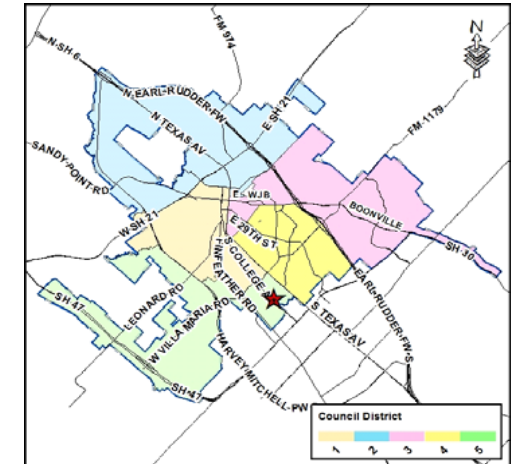 FM 974
N
N-SH-6
N-EARL-RUDDER-FW
E SH-21
N TEXAS-AV
FM-1179
SANDY-POINT-RD
E WJB
BOONVILLE
W-SH-21
E 29TH ST
SH-30
S COLLEGE
FINFEATHER RD
EARL-RUDDER-FW-S
LEONARD RD
SH 47
W VILLA MARIA RD
S TEXAS AV
HARVEY MITCHELL-PW
SH-47
Council District
1 2 3 4 5